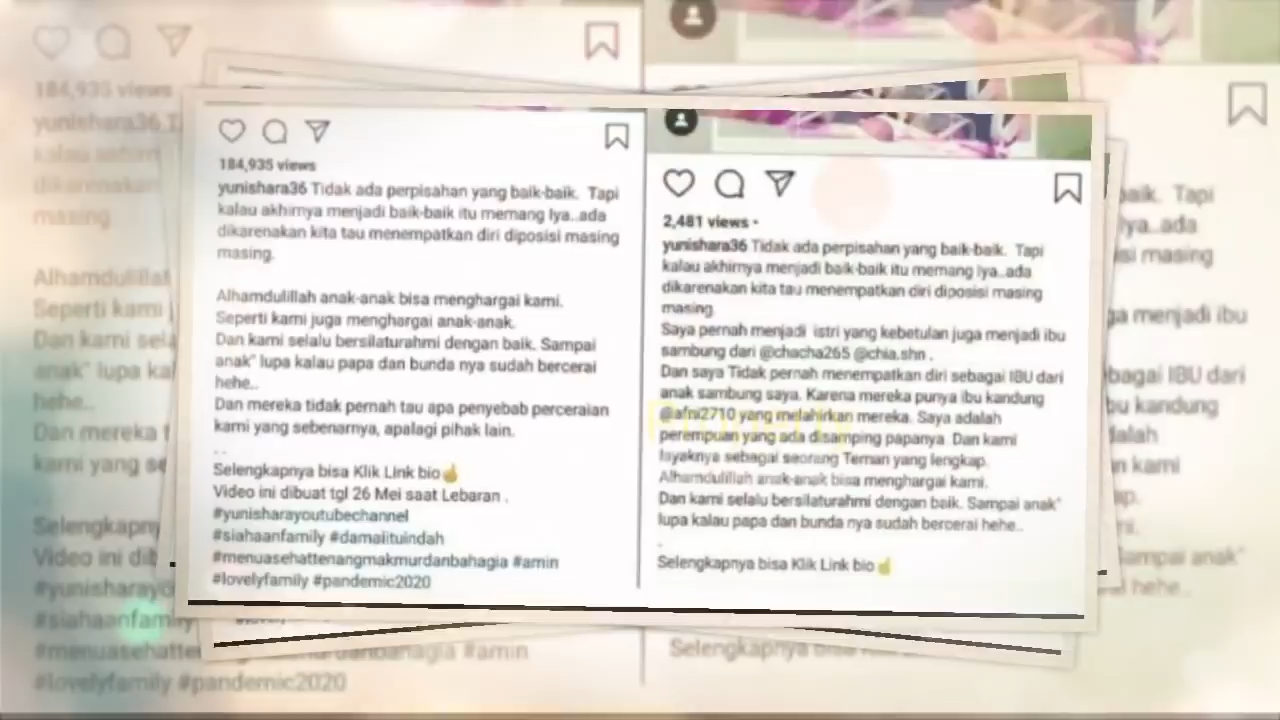 184,935 views
yunishara36 Tidak ada perpisahan yang baik-baik. Tapi
kalau akhirnya menjadi baik-baik itu memang Iya..ada
dikarenakan kita tau menempatkan diri diposisi masing
masing.
Alhamdulillah anak-anak bisa menghargai kami.
Seperti kami juga menghargai anak-anak.
Dan kami selalu bersilaturahmi dengan baik. Sampai
anak" lupa kalau papa dan bunda nya sudah bercerai
hehe..
Dan mereka tidak pernah tau apa penyebab perceraian
kami yang sebenarnya, apalagi pihak lain.
. .
Selengkapnya bisa Klik Link bio☝
Video ini dibuat tgl 26 Mei saat Lebaran .
#yunisharayoutubechannel
#siahaanfamily #damaituindah
#menuasehattenangmakmurdanbahagia #amin
#lovelyfamily #pandemic2020
2,481 views •
yunishara36 Tidak ada perpisahan yang baik-baik. Tapi
kalau akhirnya menjadi baik-baik itu memang Iya..ada
dikarenakan kita tau menempatkan diri diposisi masing
masing.
Saya pernah menjadi istri yang kebetulan juga menjadi ibu
sambung dari @chacha265 @chia.shn .
Dan saya Tidak pernah menempatkan diri sebagai IBU dari
anak sambung saya. Karena mereka punya ibu kandung
@afni2710 yang melahirkan mereka. Saya adalah
perempuan yang ada disamping papanya. Dan kami
layaknya sebagai seorang Teman yang lengkap.
Alhamdulillah anak-anak bisa menghargai kami.
Dan kami selalu bersilaturahmi dengan baik. Sampai anak"
lupa kalau papa dan bunda nya sudah bercerai hehe..
.
Selengkapnya bisa Klik Link bio☝